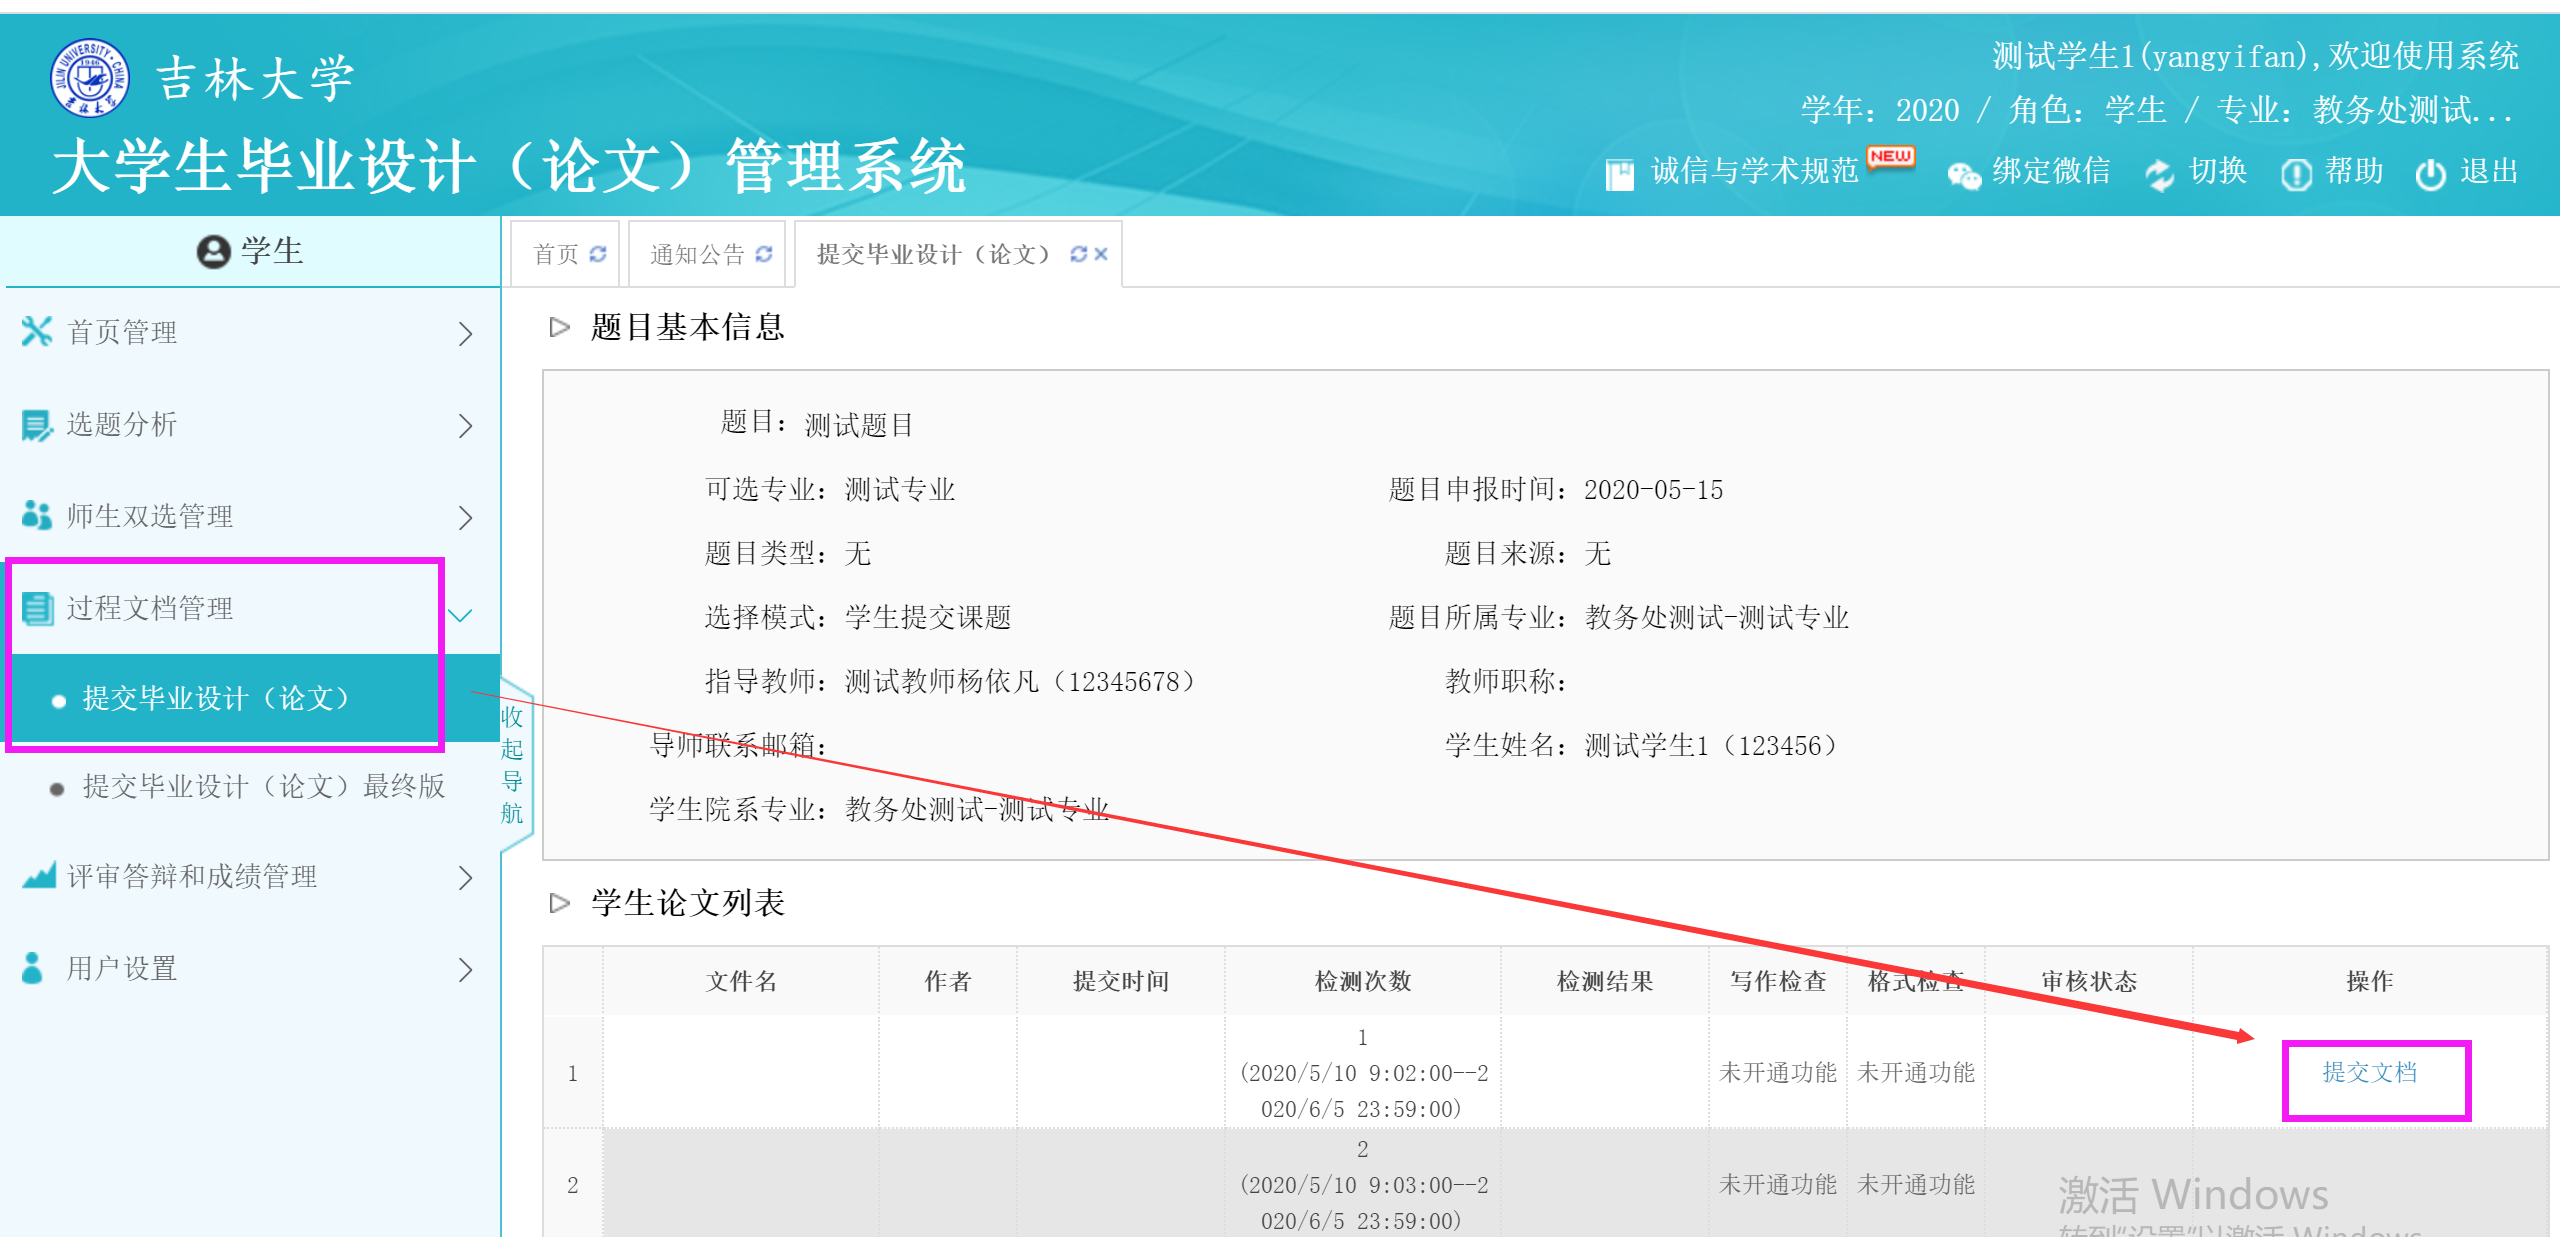 吉林大学
大学生毕业设计（论文）管理系统
测试学生1(yangyifan),欢迎使用系统
学年：2020 / 角色：学生 / 专业：教务处测试...
诚信与学术规范 NEW 绑定微信 切换 帮助 退出
学生
首页管理
选题分析
师生双选管理
过程文档管理
提交毕业设计（论文）
提交毕业设计（论文）最终版
评审答辩和成绩管理
用户设置
收起导航
首页 通知公告 提交毕业设计（论文）
题目基本信息
题目：测试题目
可选专业：测试专业 题目申报时间：2020-05-15
题目类型：无 题目来源：无
选择模式：学生提交课题 题目所属专业：教务处测试-测试专业
指导教师：测试教师杨依凡（12345678） 教师职称：
导师联系邮箱： 学生姓名：测试学生1（123456）
学生院系专业：教务处测试-测试专业
学生论文列表
文件名 作者 提交时间 检测次数 检测结果 写作检查 格式检查 审核状态 操作
1 1 未开通功能 未开通功能 提交文档
(2020/5/10 9:02:00--2
020/6/5 23:59:00)
2 2 未开通功能 未开通功能
(2020/5/10 9:03:00--2
020/6/5 23:59:00)
激活 Windows
转到"设置"以激活 Windows